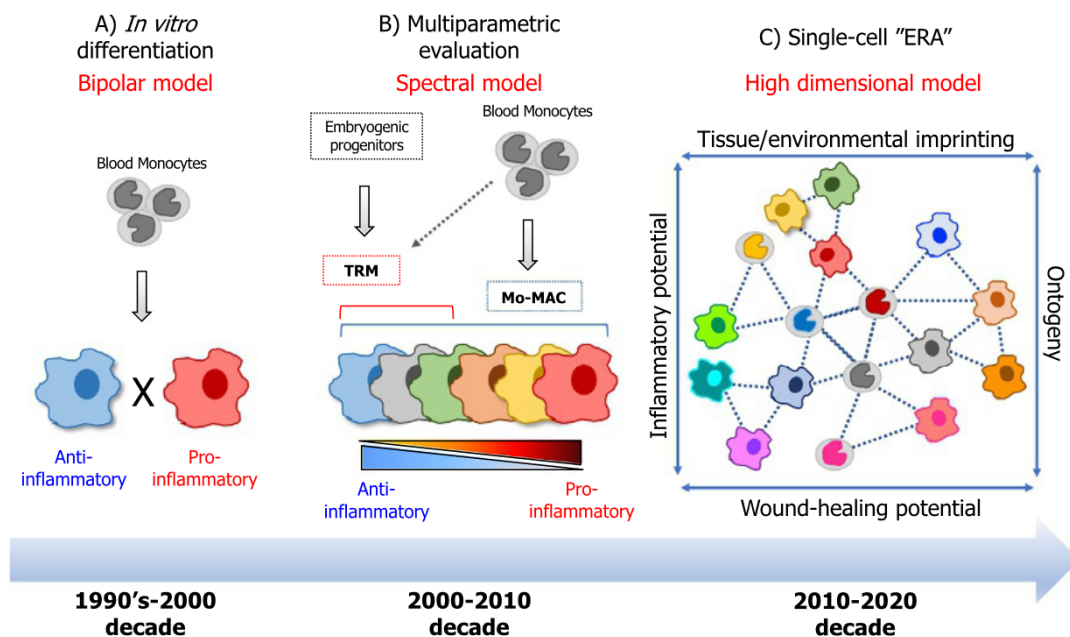 A) In vitro
differentiation
Bipolar model
Blood Monocytes
X
Anti-
inflammatory
Pro-
inflammatory
B) Multiparametric
evaluation
Spectral model
Embryogenic
progenitors
Blood Monocytes
TRM
Mo-MAC
Anti-
inflammatory
Pro-
inflammatory
C) Single-cell ”ERA”
High dimensional model
Tissue/environmental imprinting
Inflammatory potential
Ontogeny
Wound-healing potential
1990's-2000
decade
2000-2010
decade
2010-2020
decade